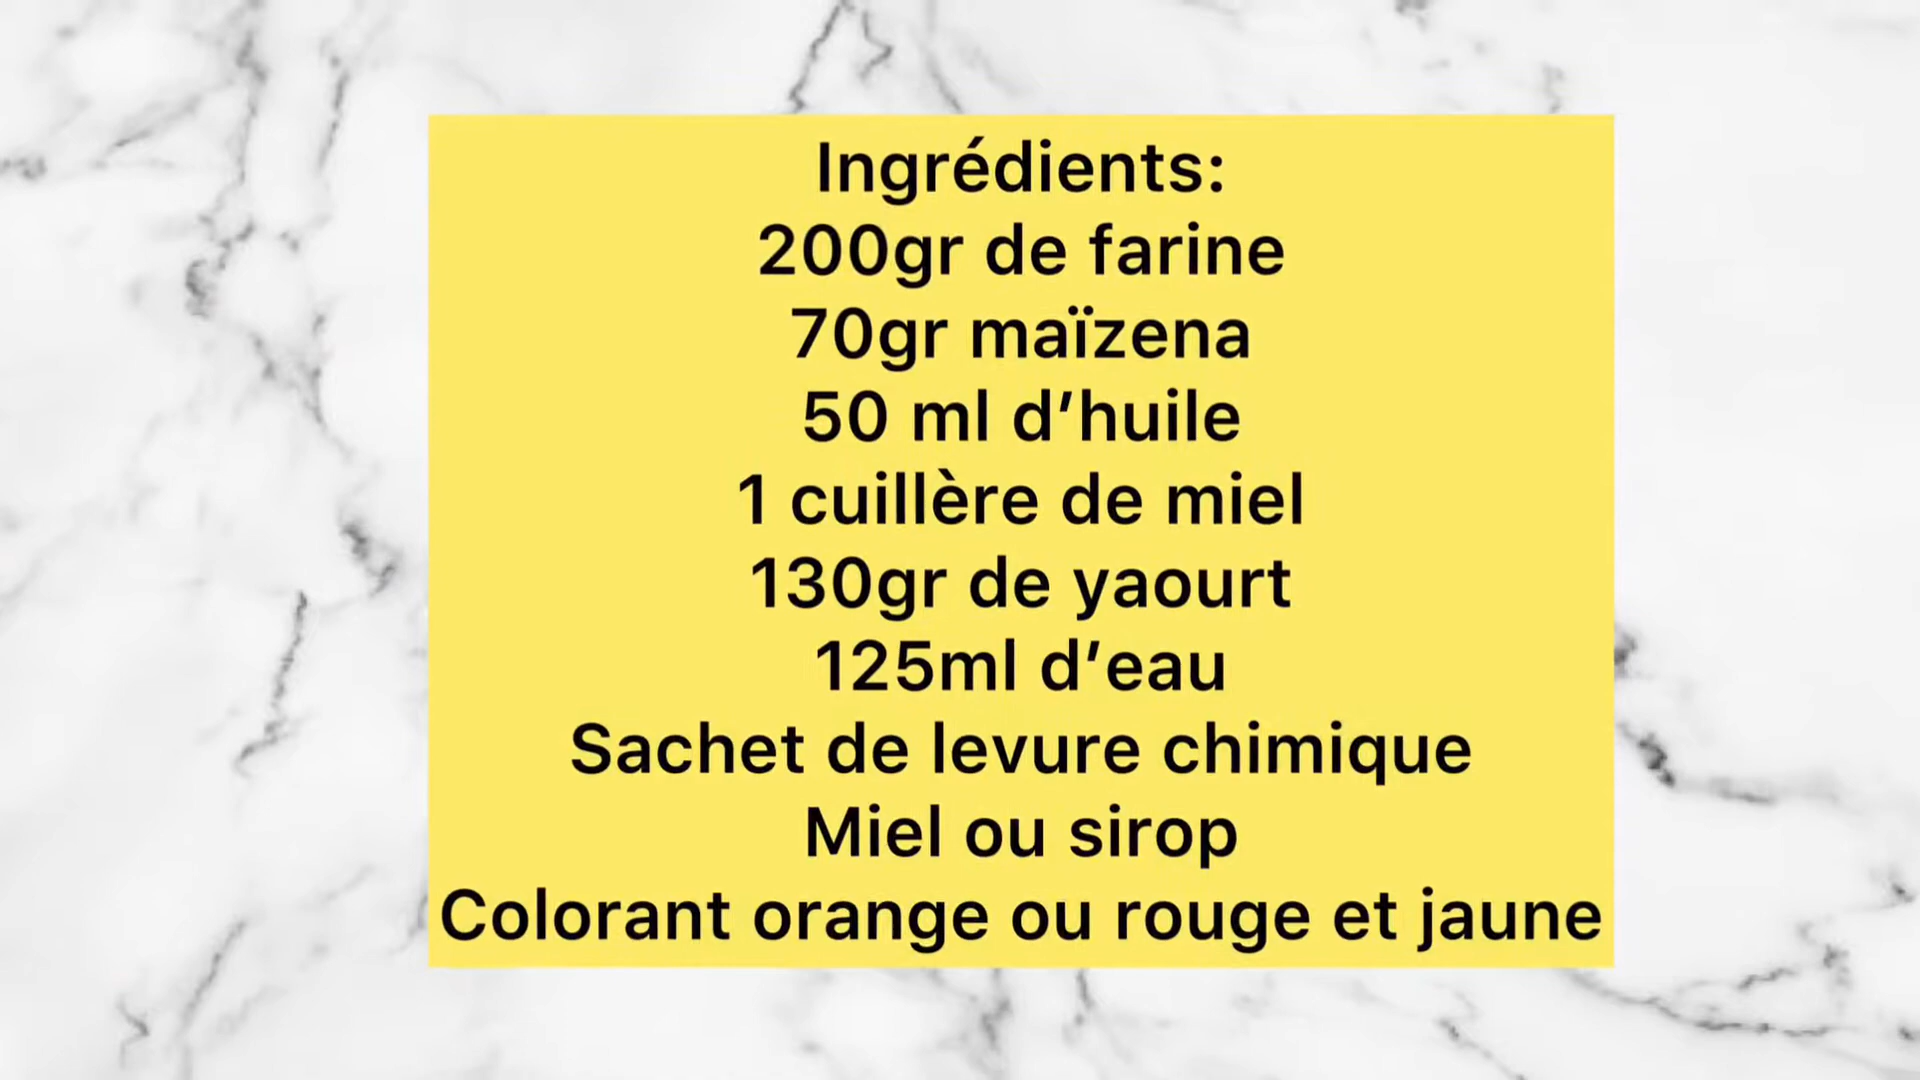 Ingrédients:
200gr de farine
70gr maïzena
50 ml d’huile
1 cuillère de miel
130gr de yaourt
125ml d’eau
Sachet de levure chimique
Miel ou sirop
Colorant orange ou rouge et jaune